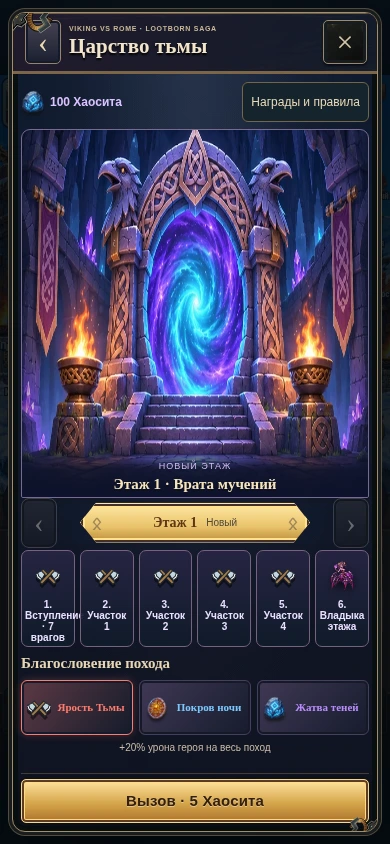 VIKING VS ROME · LOOTBORN SAGA
Царство тьмы
100 Хаосита
Награды и правила
НОВЫЙ ЭТАЖ
Этаж 1 · Врата мучений
Этаж 1 Новый
1.
Вступление
· 7
врагов
2.
Участок
1
3.
Участок
2
4.
Участок
3
5.
Участок
4
6.
Владыка
этажа
Благословение похода
Ярость Тьмы
Покров ночи
Жатва теней
+20% урона героя на весь поход
Вызов · 5 Хаосита